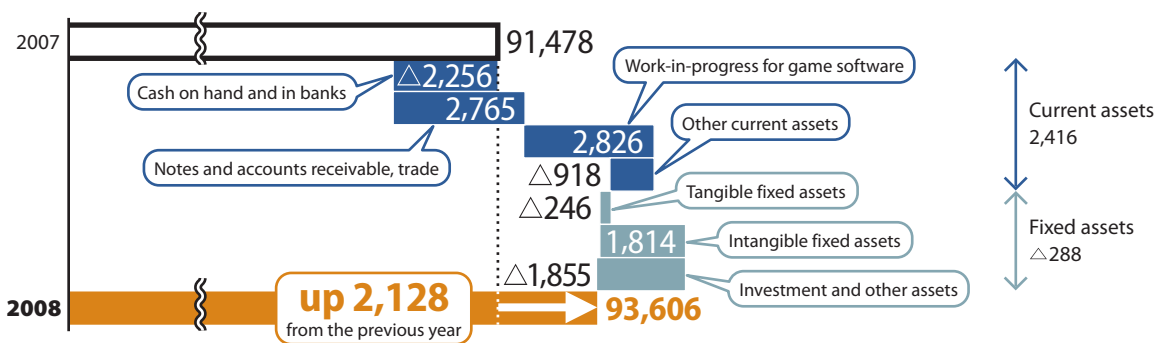 2007
91,478
△2,256
Cash on hand and in banks
Work-in-progress for game software
2,765
Other current assets
Current assets
2,416
2,826
Notes and accounts receivable, trade
△918
Tangible fixed assets
△246
Fixed assets
△288
1,814
Intangible fixed assets
△1,855
Investment and other assets
2008
up 2,128
from the previous year
93,606